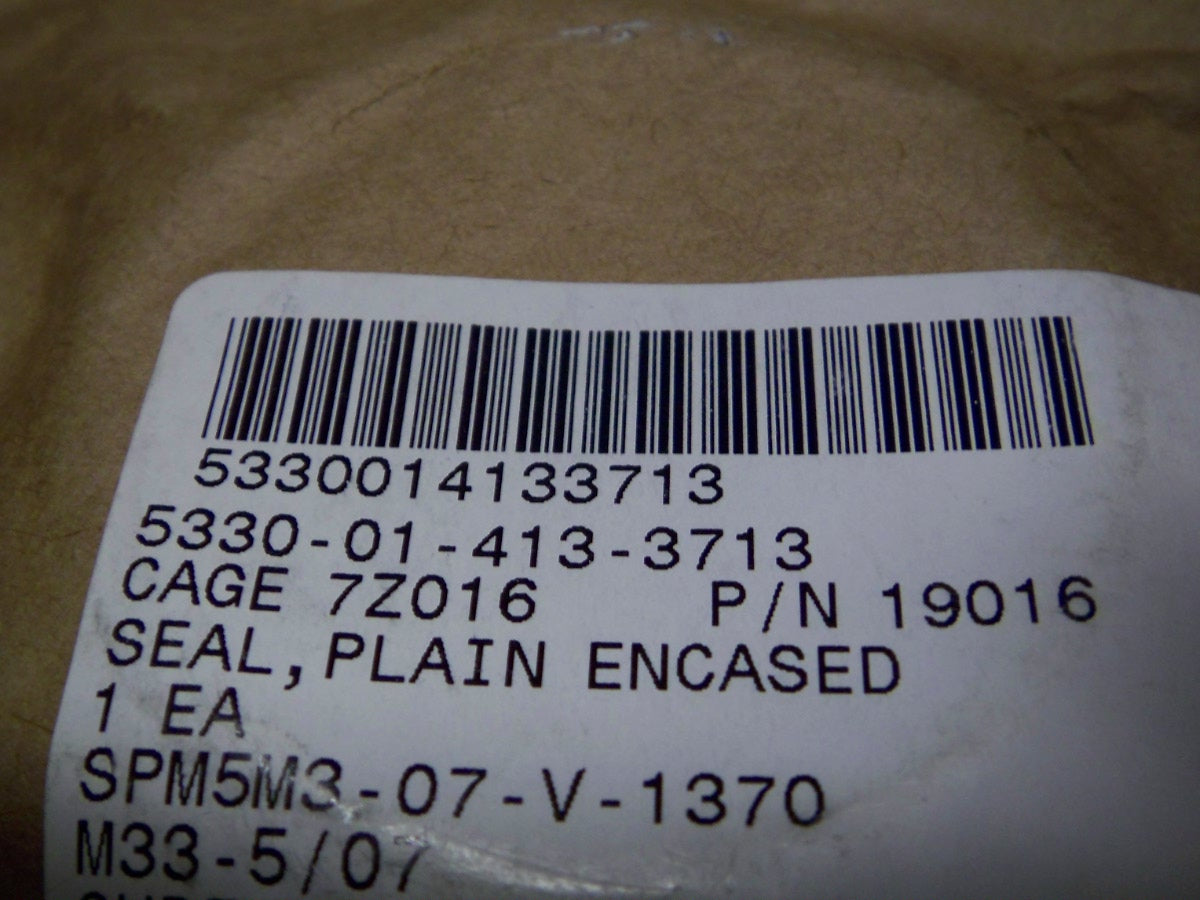 5330014133713
5330-01-413-3713
CAGE 7Z016 P/N 19016
SEAL, PLAIN ENCASED
1 EA
SPM5M3-07-V-1370
M33-5/07